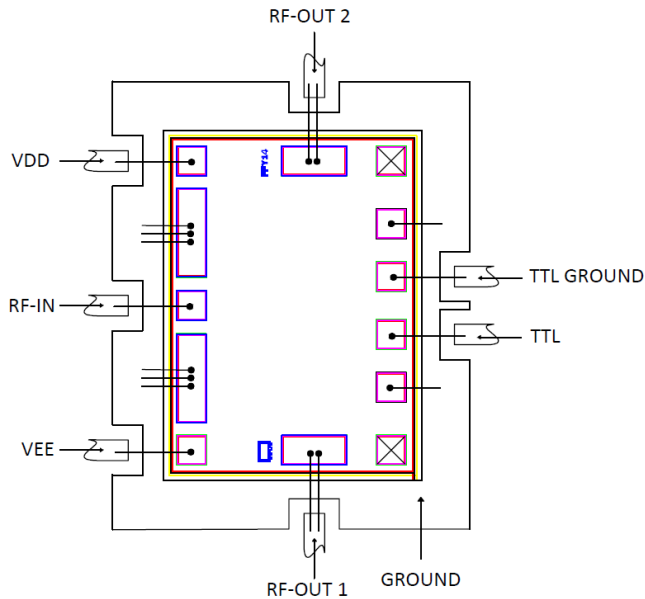 RF-OUT 2
VDD
RF-IN
TTL GROUND
TTL
VEE
RF-OUT 1
GROUND